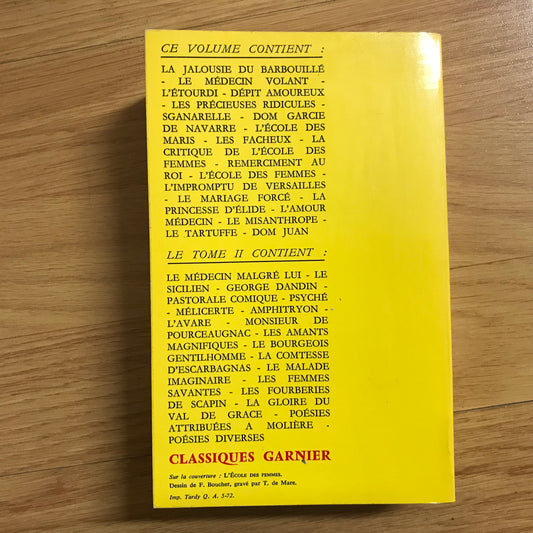 CE VOLUME CONTIENT :
LA JALOUSIE DU BARBOUILLÉ
- LE MÉDECIN VOLANT -
L'ÉTOURDI - DÉPIT AMOUREUX
- LES PRÉCIEUSES RIDICULES -
SGANARELLE - DOM GARCIE
DE NAVARRE - L'ÉCOLE DES
MARIS - LES FACHEUX - LA
CRITIQUE DE L'ÉCOLE DES
FEMMES - REMERCIMENT AU
ROI - L'ÉCOLE DES FEMMES -
L'IMPROMPTU DE VERSAILLES
- LE MARIAGE FORCÉ - LA
PRINCESSE D'ÉLIDE - L'AMOUR
MÉDECIN - LE MISANTHROPE -
LE TARTUFFE - DOM JUAN
LE TOME II CONTIENT :
LE MÉDECIN MALGRÉ LUI - LE
SICILIEN - GEORGE DANDIN -
PASTORALE COMIQUE - PSYCHÉ
- MÉLICERTE - AMPHITRYON -
L'AVARE - MONSIEUR DE
POURCEAUGNAC - LES AMANTS
MAGNIFIQUES - LE BOURGEOIS
GENTILHOMME - LA COMTESSE
D'ESCARBAGNAS - LE MALADE
IMAGINAIRE - LES FEMMES
SAVANTES - LES FOURBERIES
DE SCAPIN - LA GLOIRE DU
VAL DE GRACE - POÉSIES
ATTRIBUÉES A MOLIÈRE -
POÉSIES DIVERSES
CLASSIQUES GARNIER
Sur la couverture : L'ÉCOLE DES FEMMES.
Dessin de F. Boucher, gravé par T. de Mare.
Imp. Tardy Q. A. 5-72.